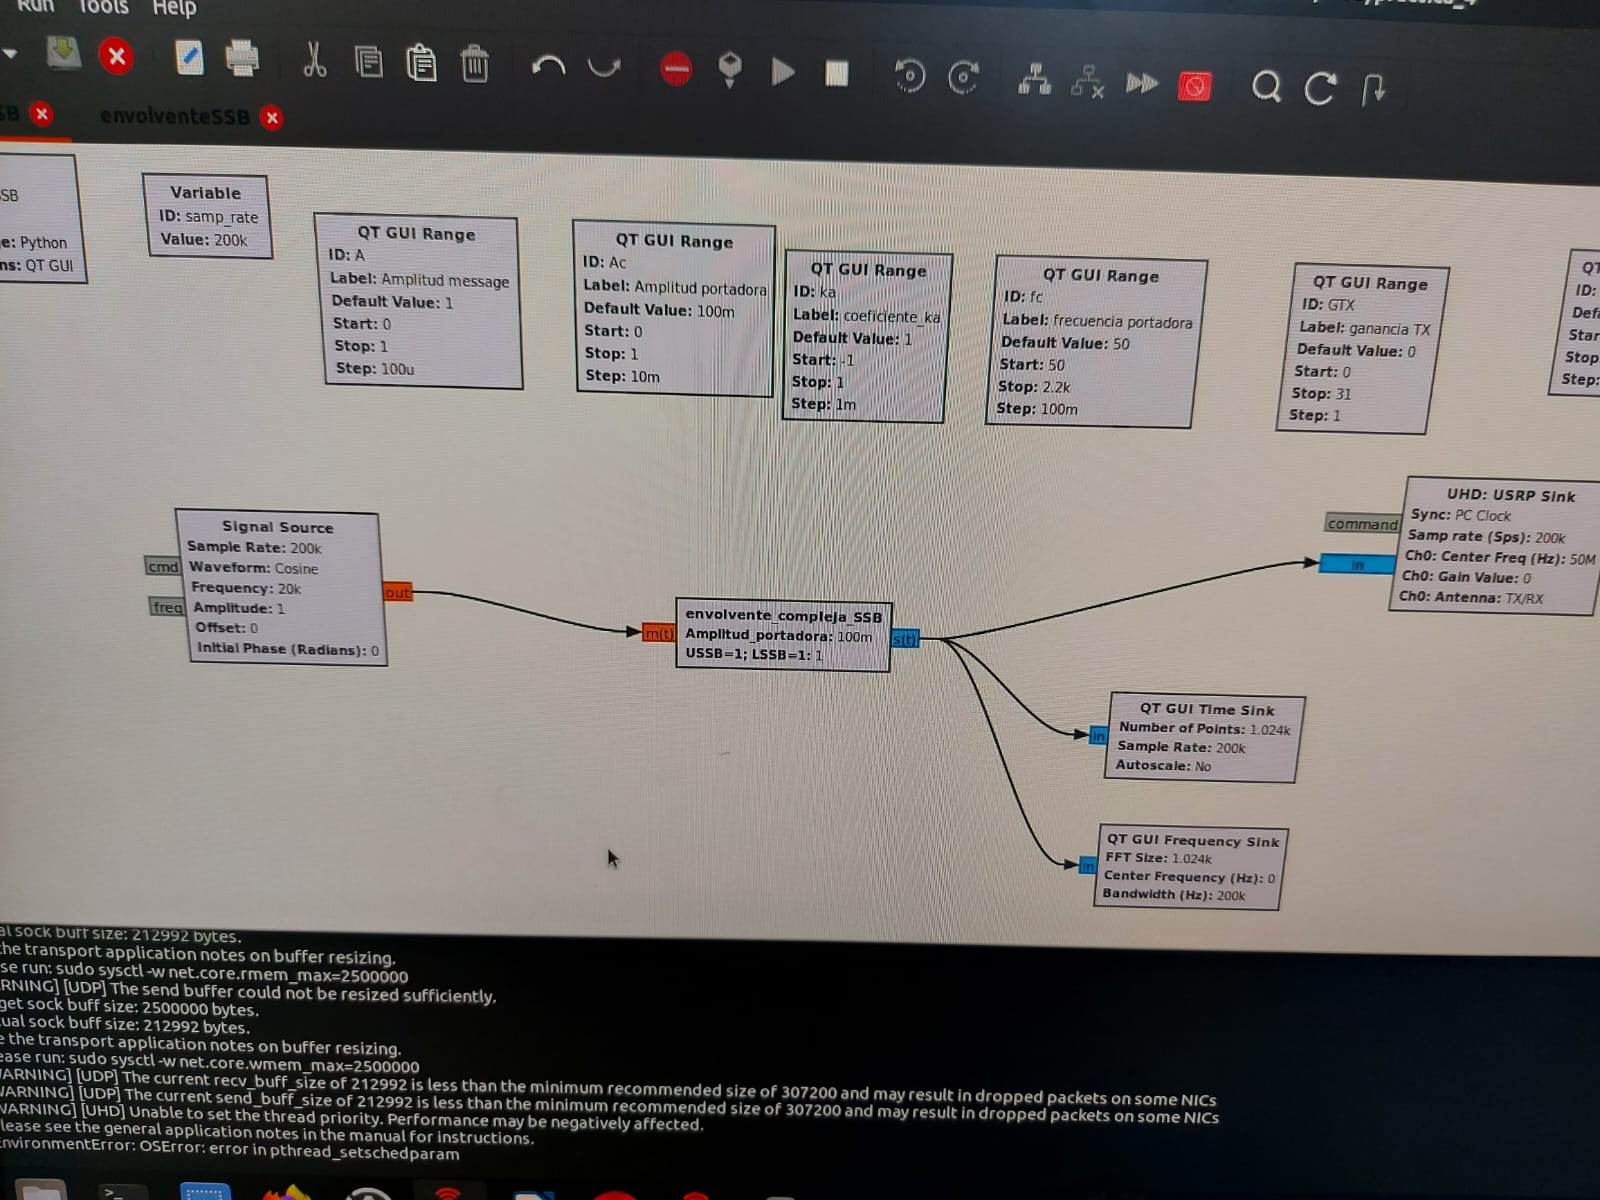 Run Tools Help
SB
envolventeSSB
SSB
e: Python
ns: QT GUI
Variable
ID: samp_rate
Value: 200k
QT GUI Range
ID: A
Label: Amplitud message
Default Value: 1
Start: 0
Stop: 1
Step: 100u
QT GUI Range
ID: Ac
Label: Amplitud portadora
Default Value: 100m
Start: 0
Stop: 1
Step: 10m
QT GUI Range
ID: ka
Label: coeficiente_ka
Default Value: 1
Start: -1
Stop: 1
Step: 1m
QT GUI Range
ID: fc
Label: frecuencia portadora
Default Value: 50
Start: 50
Stop: 2.2k
Step: 100m
QT GUI Range
ID: GTX
Label: ganancia TX
Default Value: 0
Start: 0
Stop: 31
Step: 1
QT
ID:
Defa
Star
Stop
Step:
Signal Source
Sample Rate: 200k
Waveform: Cosine
Frequency: 20k
Amplitude: 1
Offset: 0
Initial Phase (Radians): 0
cmd
freq
out
m(t)
envolvente_compleja_SSB
Amplitud_portadora: 100m
USSB=1; LSSB=1: 1
s(t)
UHD: USRP Sink
Sync: PC Clock
Samp rate (Sps): 200k
Ch0: Center Freq (Hz): 50M
Ch0: Gain Value: 0
Ch0: Antenna: TX/RX
command
in
QT GUI Time Sink
Number of Points: 1.024k
Sample Rate: 200k
Autoscale: No
in
QT GUI Frequency Sink
FFT Size: 1.024k
Center Frequency (Hz): 0
Bandwidth (Hz): 200k
in
al sock buff size: 212992 bytes.
the transport application notes on buffer resizing.
se run: sudo sysctl -w net.core.rmem_max=2500000
RNING] [UDP] The send buffer could not be resized sufficiently.
get sock buff size: 2500000 bytes.
ual sock buff size: 212992 bytes.
e the transport application notes on buffer resizing.
ease run: sudo sysctl -w net.core.wmem_max=2500000
WARNING] [UDP] The current recv_buff_size of 212992 is less than the minimum recommended size of 307200 and may result in dropped packets on some NICs
WARNING] [UDP] The current send_buff_size of 212992 is less than the minimum recommended size of 307200 and may result in dropped packets on some NICs
WARNING] [UHD] Unable to set the thread priority. Performance may be negatively affected.
lease see the general application notes in the manual for instructions.
EnvironmentError: OSError: error in pthread_setschedparam